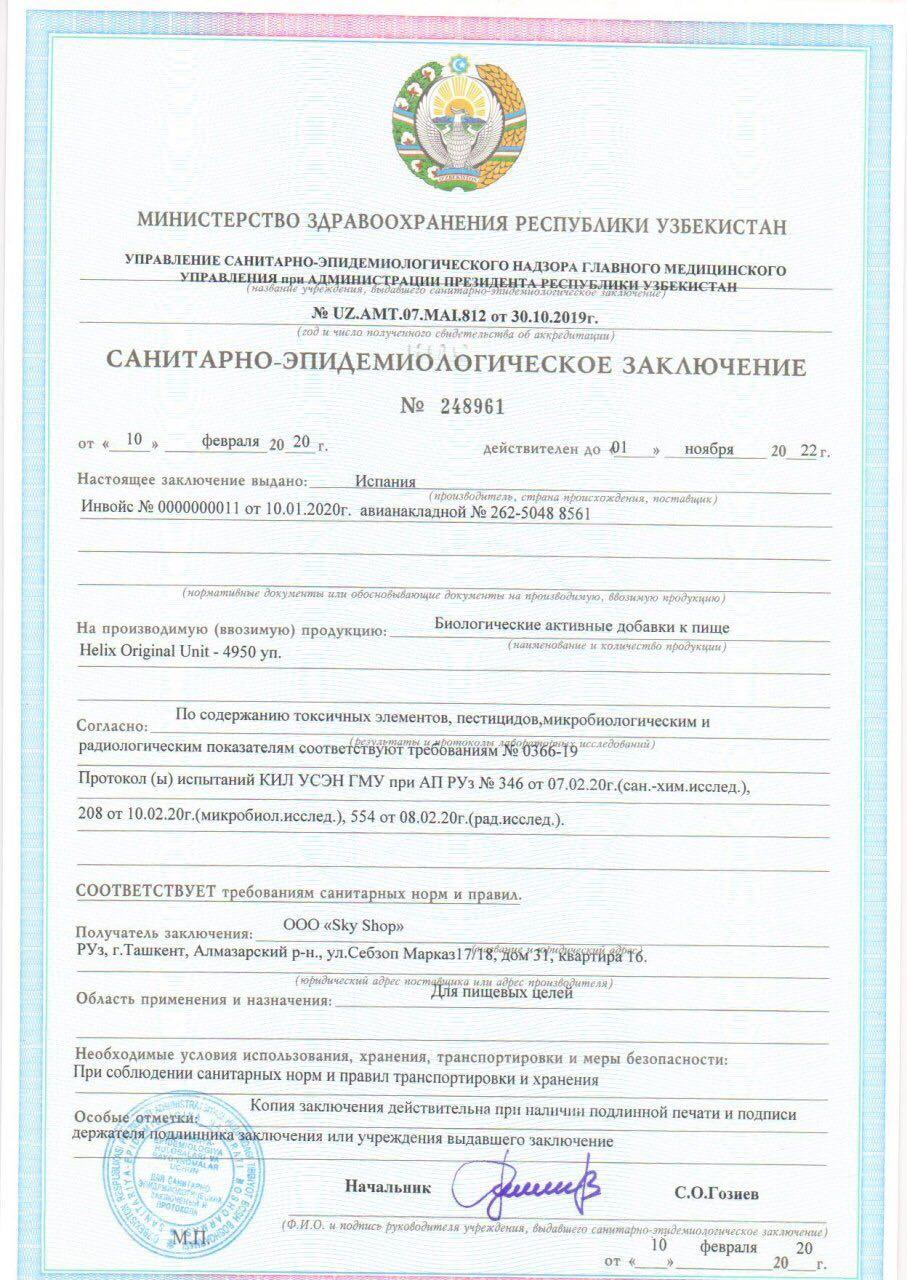 O'ZBEKISTON
МИНИСТЕРСТВО ЗДРАВООХРАНЕНИЯ РЕСПУБЛИКИ УЗБЕКИСТАН
УПРАВЛЕНИЕ САНИТАРНО-ЭПИДЕМИОЛОГИЧЕСКОГО НАДЗОРА ГЛАВНОГО МЕДИЦИНСКОГО
УПРАВЛЕНИЯ при АДМИНИСТРАЦИИ ПРЕЗИДЕНТА РЕСПУБЛИКИ УЗБЕКИСТАН
(название учреждения, выдавшего санитарно-эпидемиологическое заключение)
№ UZ.AMT.07.MAI.812 от 30.10.2019г.
(год и число полученного свидетельства об аккредитации)
САНИТАРНО-ЭПИДЕМИОЛОГИЧЕСКОЕ ЗАКЛЮЧЕНИЕ
№ 248961
от « 10 » февраля 20 20 г. действителен до «01 » ноября 20 22 г.
Настоящее заключение выдано: Испания
(производитель, страна происхождения, поставщик)
Инвойс № 0000000011 от 10.01.2020г. авианакладной № 262-5048 8561
(нормативные документы или обосновывающие документы на производимую, ввозимую продукцию)
На производимую (ввозимую) продукцию: Биологические активные добавки к пище
(наименование и количество продукции)
Helix Original Unit - 4950 уп.
Согласно: По содержанию токсичных элементов, пестицидов,микробиологическим и
(результаты и протоколы лабораторных исследований)
радиологическим показателям соответствуют требованиям № 0366-19
Протокол (ы) испытаний КИЛ УСЭН ГМУ при АП РУз № 346 от 07.02.20г.(сан.-хим.исслед.),
208 от 10.02.20г.(микробиол.исслед.), 554 от 08.02.20г.(рад.исслед.).
СООТВЕТСТВУЕТ требованиям санитарных норм и правил.
Получатель заключения: ООО «Sky Shop»
(название и юридический адрес)
РУз, г.Ташкент, Алмазарский р-н., ул.Себзоп Марказ17/18, дом 31, квартира 16.
(юридический адрес поставщика или адрес производителя)
Область применения и назначения: Для пищевых целей
Необходимые условия использования, хранения, транспортировки и меры безопасности:
При соблюдении санитарных норм и правил транспортировки и хранения
Особые отметки: Копия заключения действительна при наличии подлинной печати и подписи
держателя подлинника заключения или учреждения выдавшего заключение
Начальник С.О.Гозиев
(Ф.И.О. и подпись руководителя учреждения, выдавшего санитарно-эпидемиологическое заключение)
М.П.
от « 10 » февраля 20 20 г.